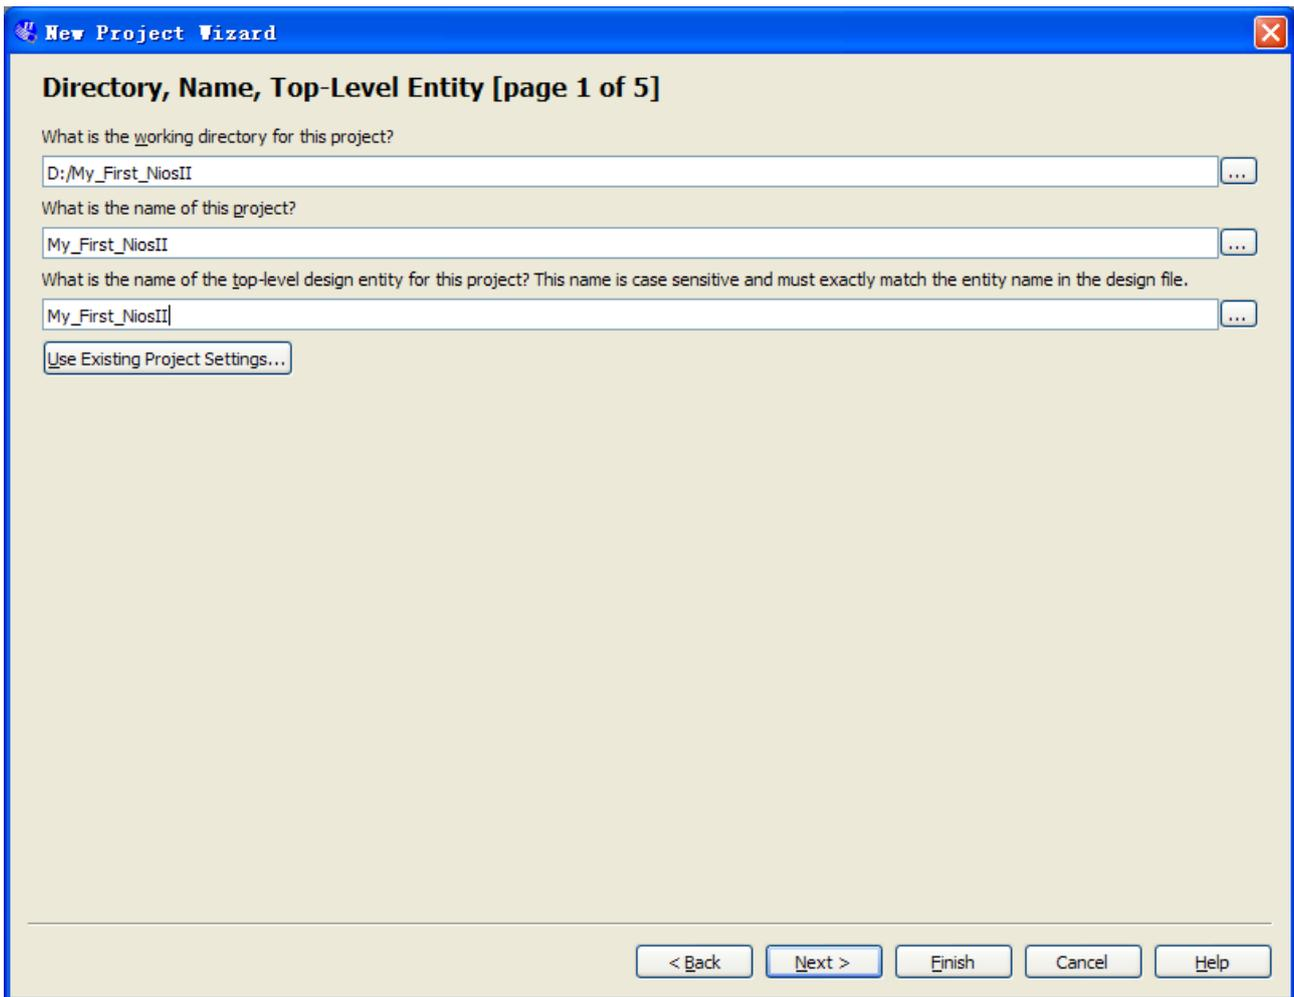 New Project Wizard
Directory, Name, Top-Level Entity [page 1 of 5]
What is the working directory for this project?
D:/My_First_NiosII
...
What is the name of this project?
My_First_NiosII
...
What is the name of the top-level design entity for this project? This name is case sensitive and must exactly match the entity name in the design file.
My_First_NiosII
...
Use Existing Project Settings...
< Back Next > Finish Cancel Help